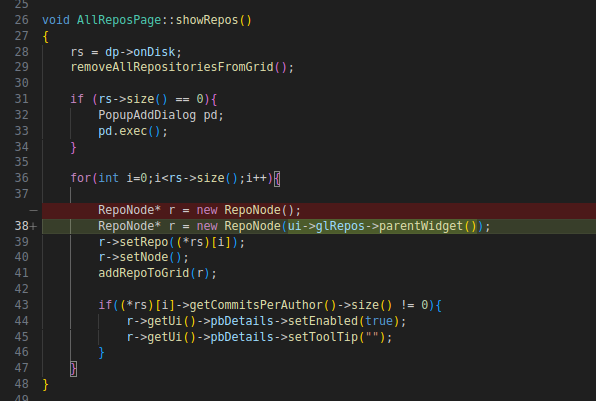 25
26 void AllReposPage::showRepos()
27 {
28 rs = dp->onDisk;
29 removeAllRepositoriesFromGrid();
30
31 if (rs->size() == 0){
32 PopupAddDialog pd;
33 pd.exec();
34 }
35
36 for(int i=0;i<rs->size();i++){
37
— RepoNode* r = new RepoNode();
38+ RepoNode* r = new RepoNode(ui->glRepos->parentWidget());
39 r->setRepo((*rs)[i]);
40 r->setNode();
41 addRepoToGrid(r);
42
43 if((*rs)[i]->getCommitsPerAuthor()->size() != 0){
44 r->getUi()->pbDetails->setEnabled(true);
45 r->getUi()->pbDetails->setToolTip("");
46 }
47 }
48 }
49